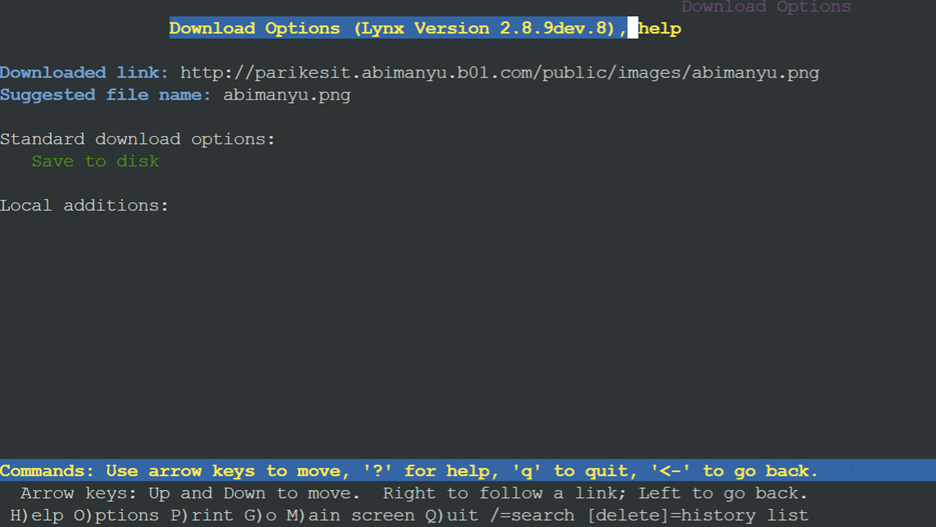 Download Options
Download Options (Lynx Version 2.8.9dev.8), help
Downloaded link: http://parikesit.abimanyu.b01.com/public/images/abimanyu.png
Suggested file name: abimanyu.png
Standard download options:
Save to disk
Local additions:
Commands: Use arrow keys to move, '?' for help, 'q' to quit, '<-' to go back.
Arrow keys: Up and Down to move.  Right to follow a link; Left to go back.
H)elp O)ptions P)rint G)o M)ain screen Q)uit /=search [delete]=history list